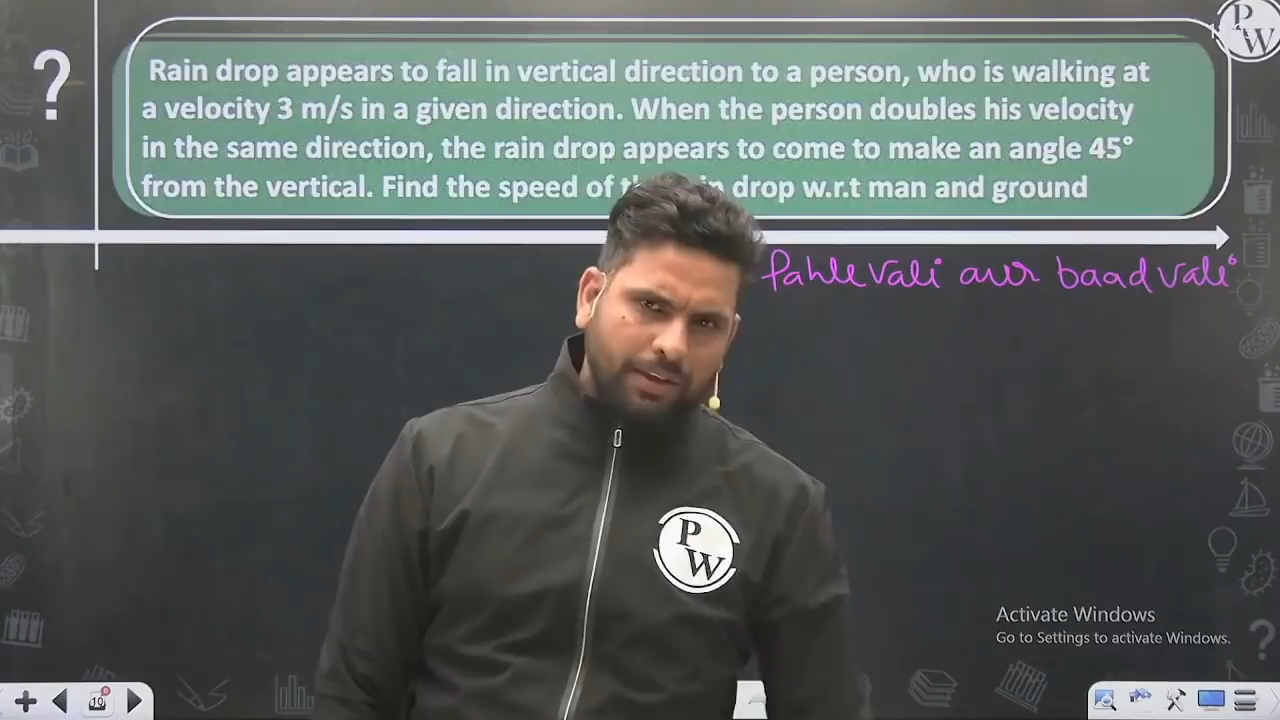 ?
P
W
Rain drop appears to fall in vertical direction to a person, who is walking at
a velocity 3 m/s in a given direction. When the person doubles his velocity
in the same direction, the rain drop appears to come to make an angle 45°
from the vertical. Find the speed of drop w.r.t man and ground
Pahle vali aur baad vali
P
W
Activate Windows
Go to Settings to activate Windows.
10